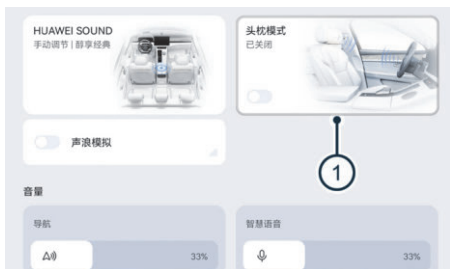 HUAWEI SOUND
手动调节 | 醇享经典
头枕模式
已关闭
声浪模拟
1
音量
导航
智慧语音
33%
33%